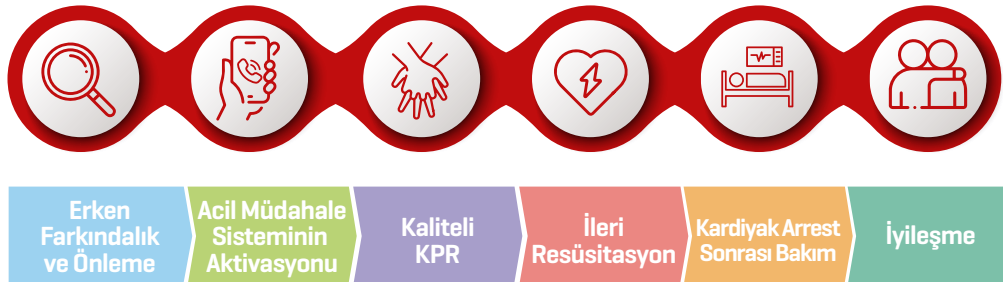 Erken
Farkındalık
ve Önleme
Acil Müdahale
Sisteminin
Aktivasyonu
Kaliteli
KPR
İleri
Resüsitasyon
Kardiyak Arrest
Sonrası Bakım
İyileşme